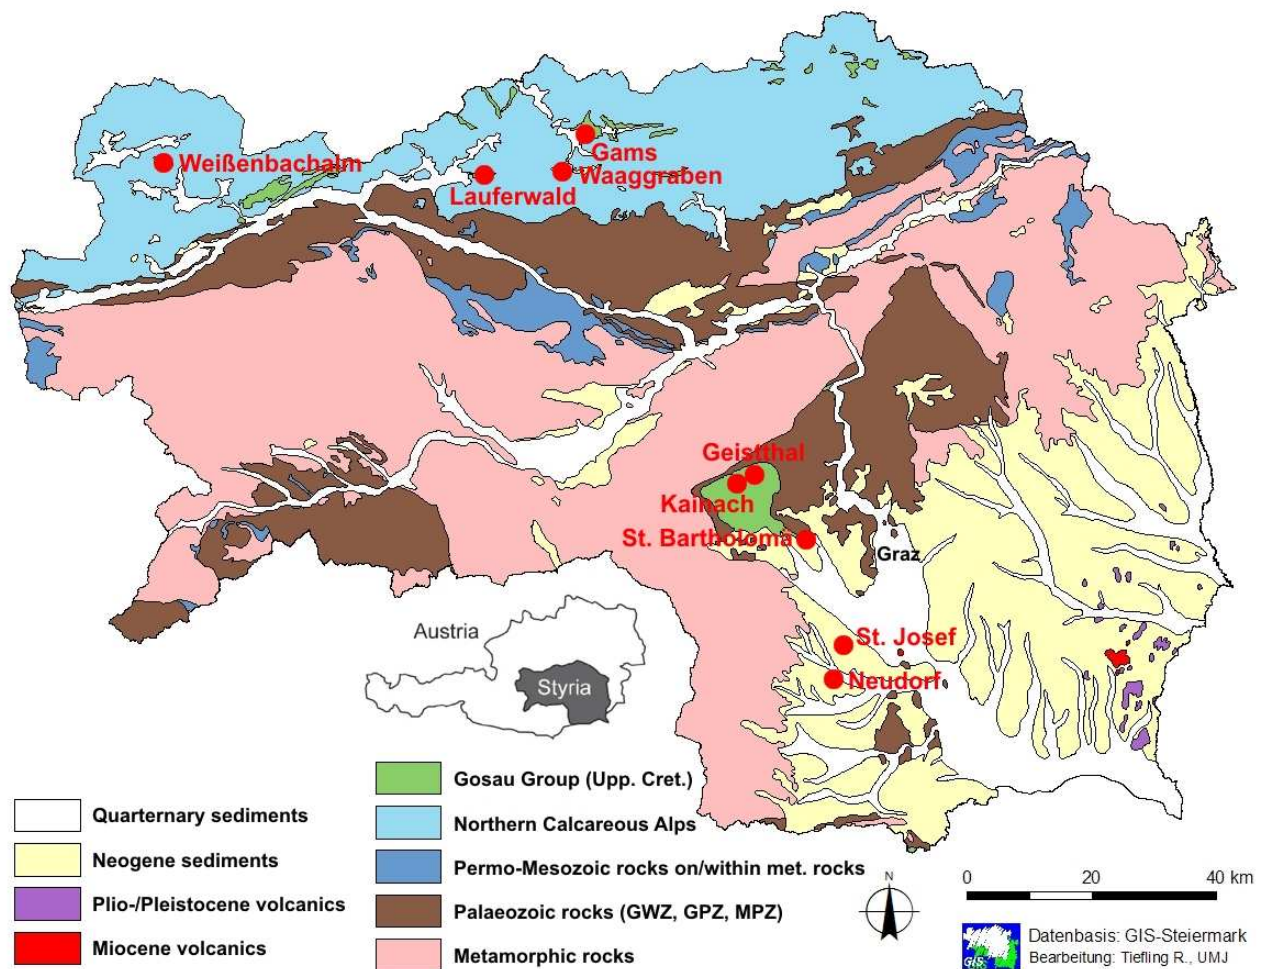 Weißenbachalm
Gams
Waaggraben
Lauferwald
Geistthal
Kainach
St. Bartholomä
Graz
St. Josef
Neudorf
Austria
Styria
Quarternary sediments
Neogene sediments
Plio-/Pleistocene volcanics
Miocene volcanics
Gosau Group (Upp. Cret.)
Northern Calcareous Alps
Permo-Mesozoic rocks on/within met. rocks
Palaeozoic rocks (GWZ, GPZ, MPZ)
Metamorphic rocks
N
0 20 40 km
GIS
Datenbasis: GIS-Steiermark
Bearbeitung: Tiefling R., UMJ